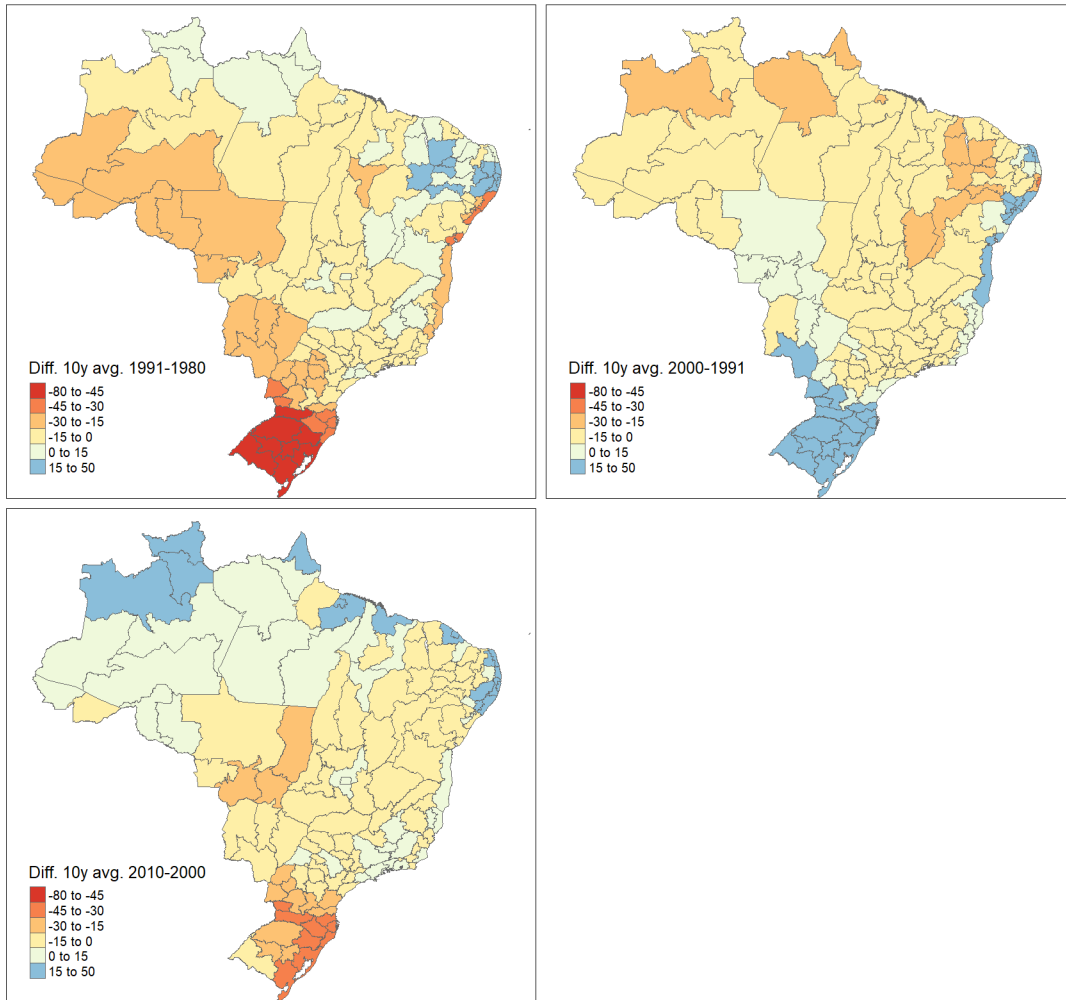 Diff. 10y avg. 1991-1980
-80 to -45
-45 to -30
-30 to -15
-15 to 0
0 to 15
15 to 50
Diff. 10y avg. 2000-1991
-80 to -45
-45 to -30
-30 to -15
-15 to 0
0 to 15
15 to 50
Diff. 10y avg. 2010-2000
-80 to -45
-45 to -30
-30 to -15
-15 to 0
0 to 15
15 to 50